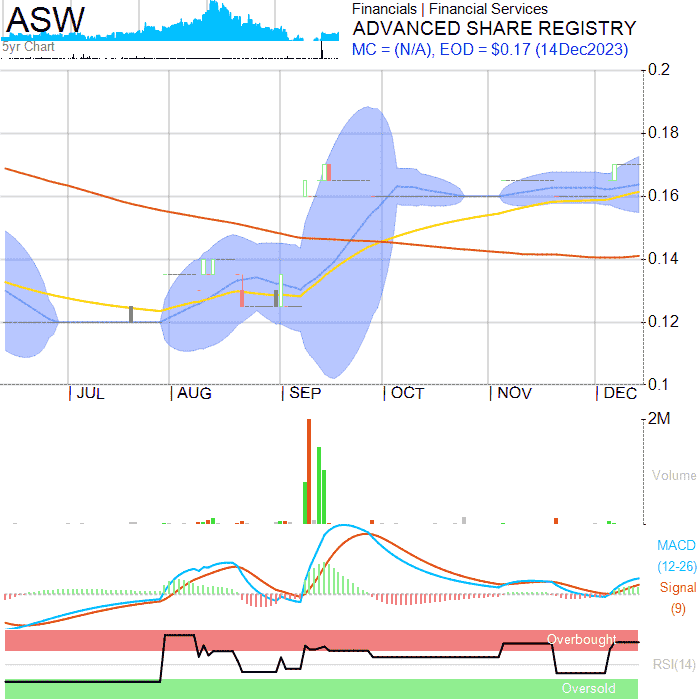 ASW
5yr Chart
Financials | Financial Services
ADVANCED SHARE REGISTRY
MC = (N/A), EOD = $0.17 (14Dec2023)
0.2
0.18
0.16
0.14
0.12
0.1
JUL AUG SEP OCT NOV DEC
2M
Volume
MACD
(12-26)
Signal
(9)
Overbought
RSI(14)
Oversold